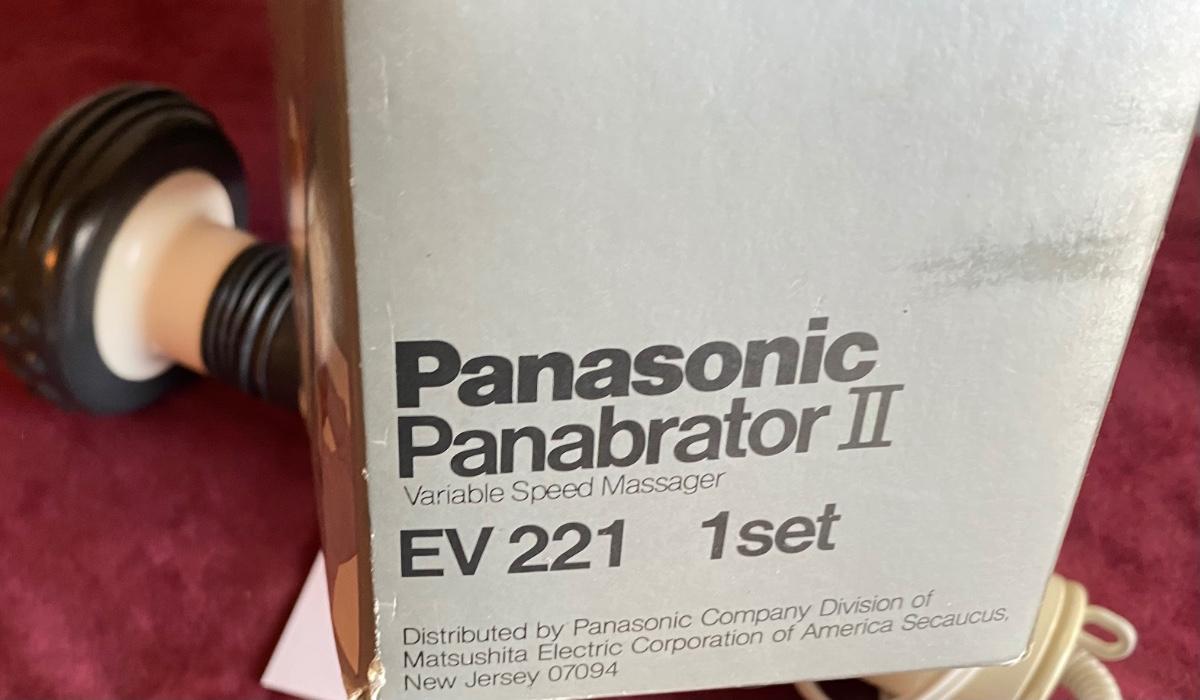 Panasonic
Panabrator II
Variable Speed Massager
EV 221 1set
Distributed by Panasonic Company Division of
Matsushita Electric Corporation of America Secaucus,
New Jersey 07094